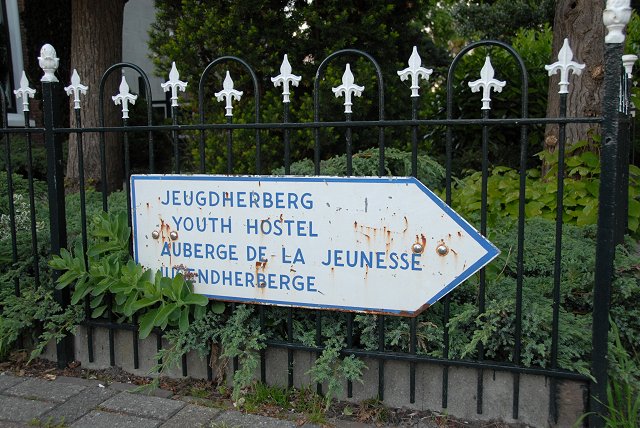 JEUGDHERBERG
YOUTH HOSTEL
AUBERGE DE LA JEUNESSE
JUGENDHERBERGE